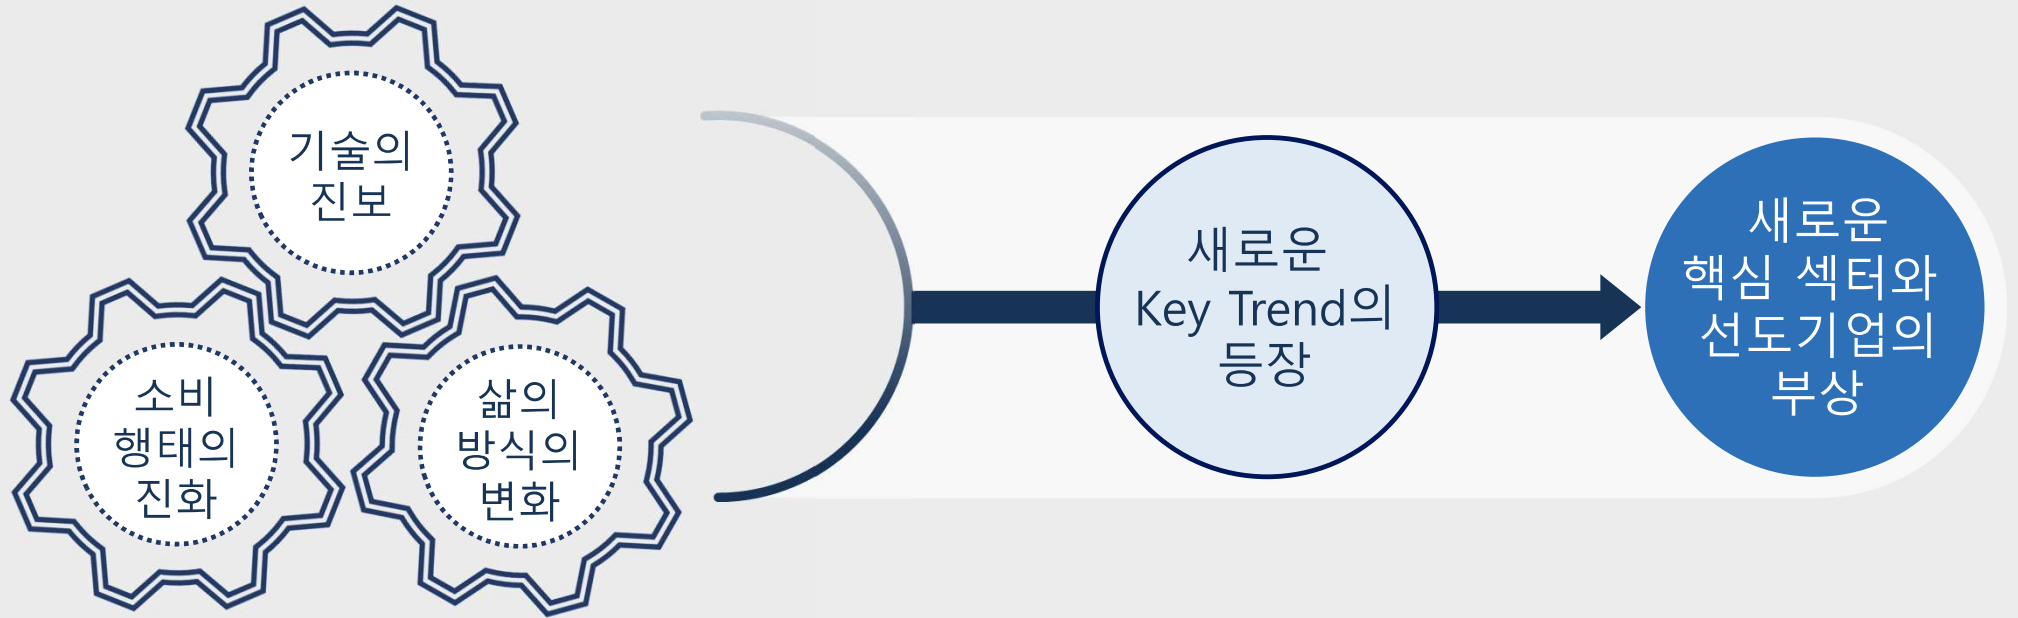 기술의
진보
소비
행태의
진화
삶의
방식의
변화
새로운
Key Trend의
등장
새로운
핵심 섹터와
선도기업의
부상